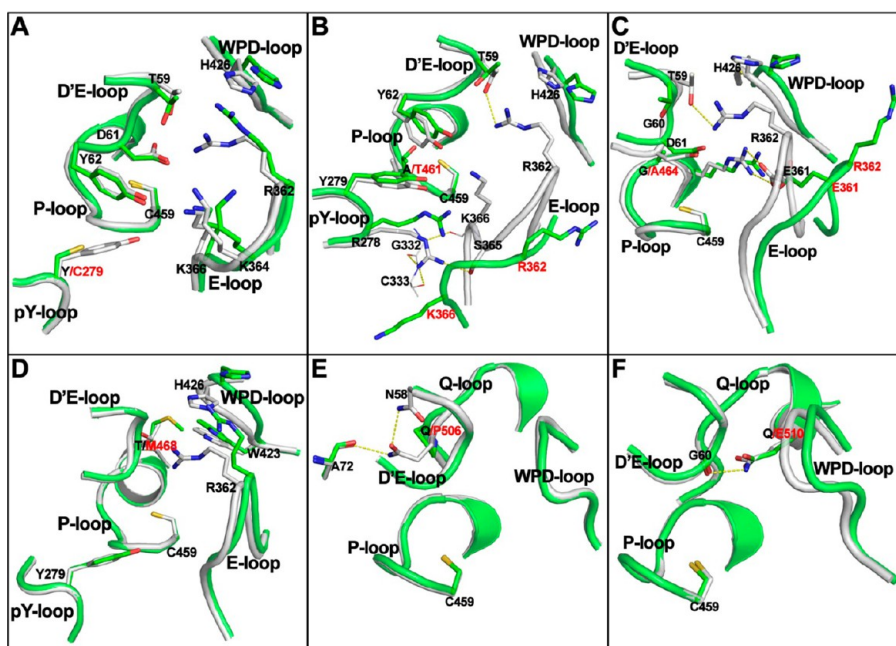 A
WPD-loop
H426
T59
D'E-loop
D61
Y62
R362
P-loop
C459
K366
K364
Y/C279
E-loop
pY-loop
B
D'E-loop
T59
WPD-loop
H426
Y62
P-loop
A/T461
R362
Y279
C459
pY-loop
K366
E-loop
R278
G332
S365
C333
R362
K366
C
D'E-loop
H426
T59
WPD-loop
G60
D61
R362
G/A464
E361
R362
E361
P-loop
C459
E-loop
D
H426
D'E-loop
WPD-loop
T/M468
W423
R362
P-loop
C459
Y279
E-loop
pY-loop
E
Q-loop
N58
Q/P506
A72
D'E-loop
WPD-loop
P-loop
C459
F
Q-loop
Q/E510
G60
D'E-loop
WPD-loop
P-loop
C459